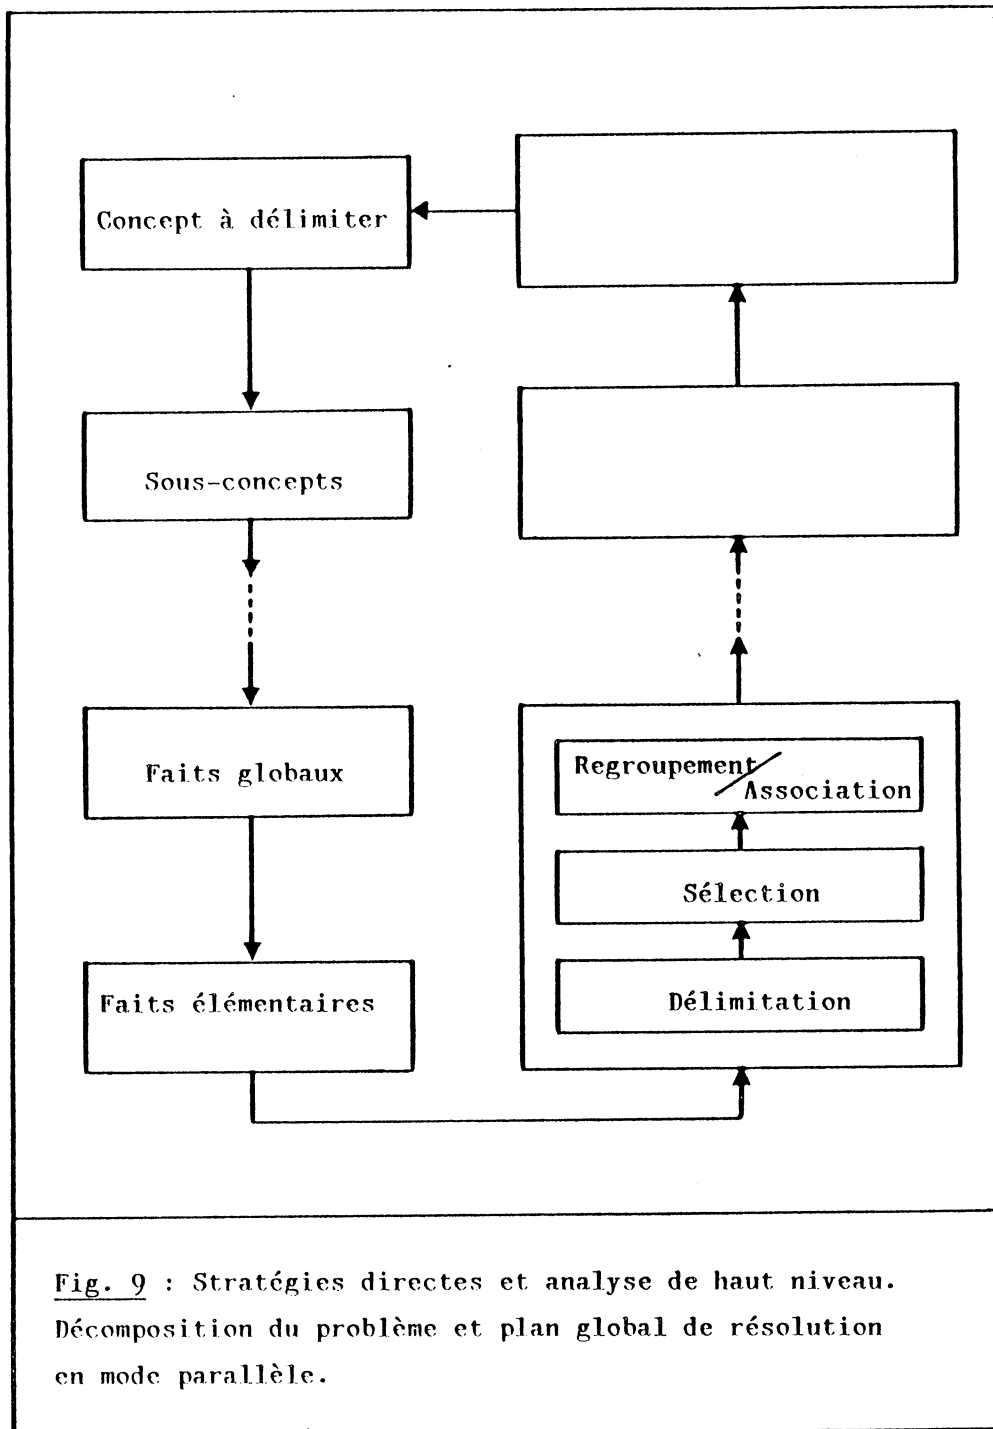 Concept à délimiter
Sous-concepts
Faits globaux
Faits élémentaires
Regroupement/
Association
Sélection
Délimitation
Fig. 9 : Stratégies directes et analyse de haut niveau.
Décomposition du problème et plan global de résolution
en mode parallèle.